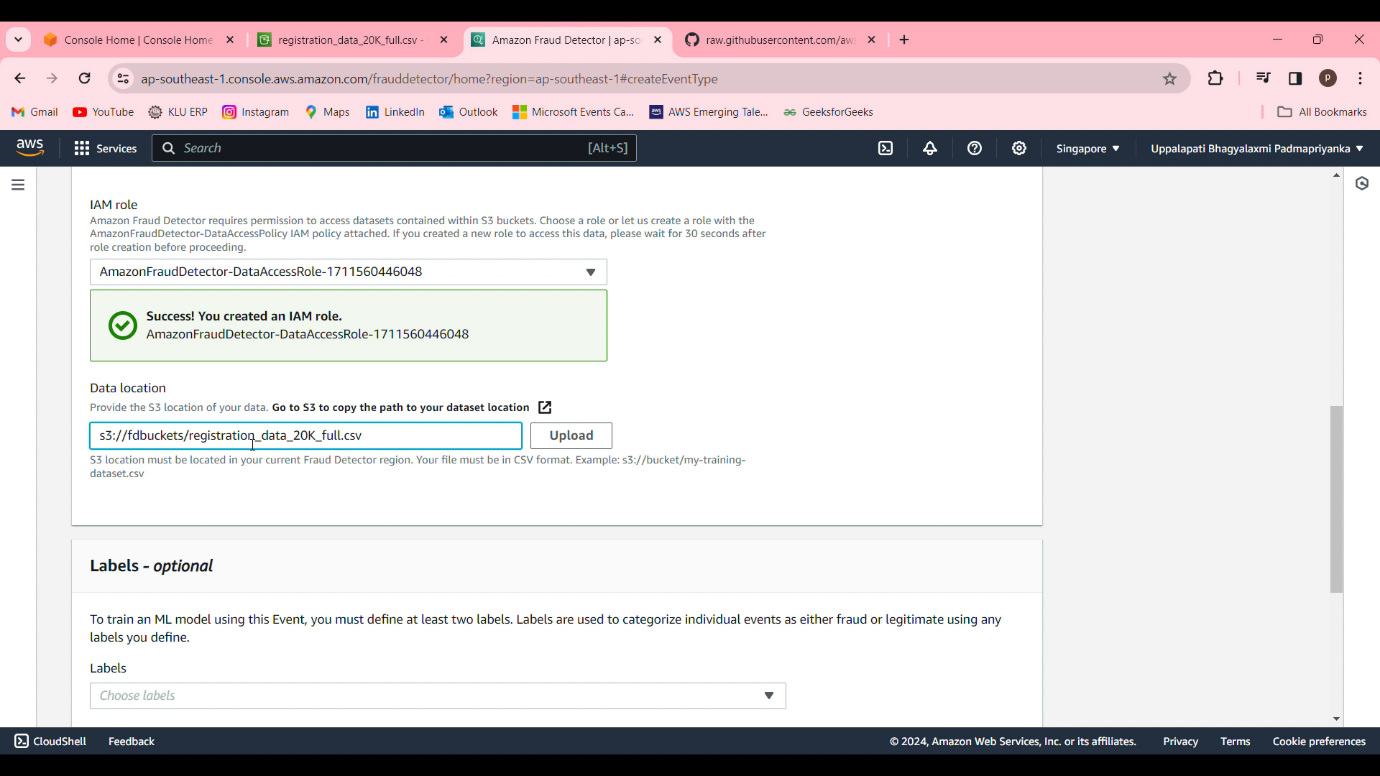 Console Home | Console Home
registration_data_20K_full.csv -
Amazon Fraud Detector | ap-so
raw.githubusercontent.com/aw
ap-southeast-1.console.aws.amazon.com/frauddetector/home?region=ap-southeast-1#createEventType
P
Gmail
YouTube
KLU ERP
Instagram
Maps
LinkedIn
Outlook
Microsoft Events Ca...
AWS Emerging Tale...
GeeksforGeeks
All Bookmarks
aws
Services
Search
[Alt+S]
Singapore
Uppalapati Bhagyalaxmi Padmapriyanka
IAM role
Amazon Fraud Detector requires permission to access datasets contained within S3 buckets. Choose a role or let us create a role with the
AmazonFraudDetector-DataAccessPolicy IAM policy attached. If you created a new role to access this data, please wait for 30 seconds after
role creation before proceeding.
AmazonFraudDetector-DataAccessRole-1711560446048
Success! You created an IAM role.
AmazonFraudDetector-DataAccessRole-1711560446048
Data location
Provide the S3 location of your data. Go to S3 to copy the path to your dataset location
s3://fdbuckets/registration_data_20K_full.csv
Upload
S3 location must be located in your current Fraud Detector region. Your file must be in CSV format. Example: s3://bucket/my-training-
dataset.csv
Labels - optional
To train an ML model using this Event, you must define at least two labels. Labels are used to categorize individual events as either fraud or legitimate using any
labels you define.
Labels
Choose labels
CloudShell
Feedback
© 2024, Amazon Web Services, Inc. or its affiliates.
Privacy
Terms
Cookie preferences